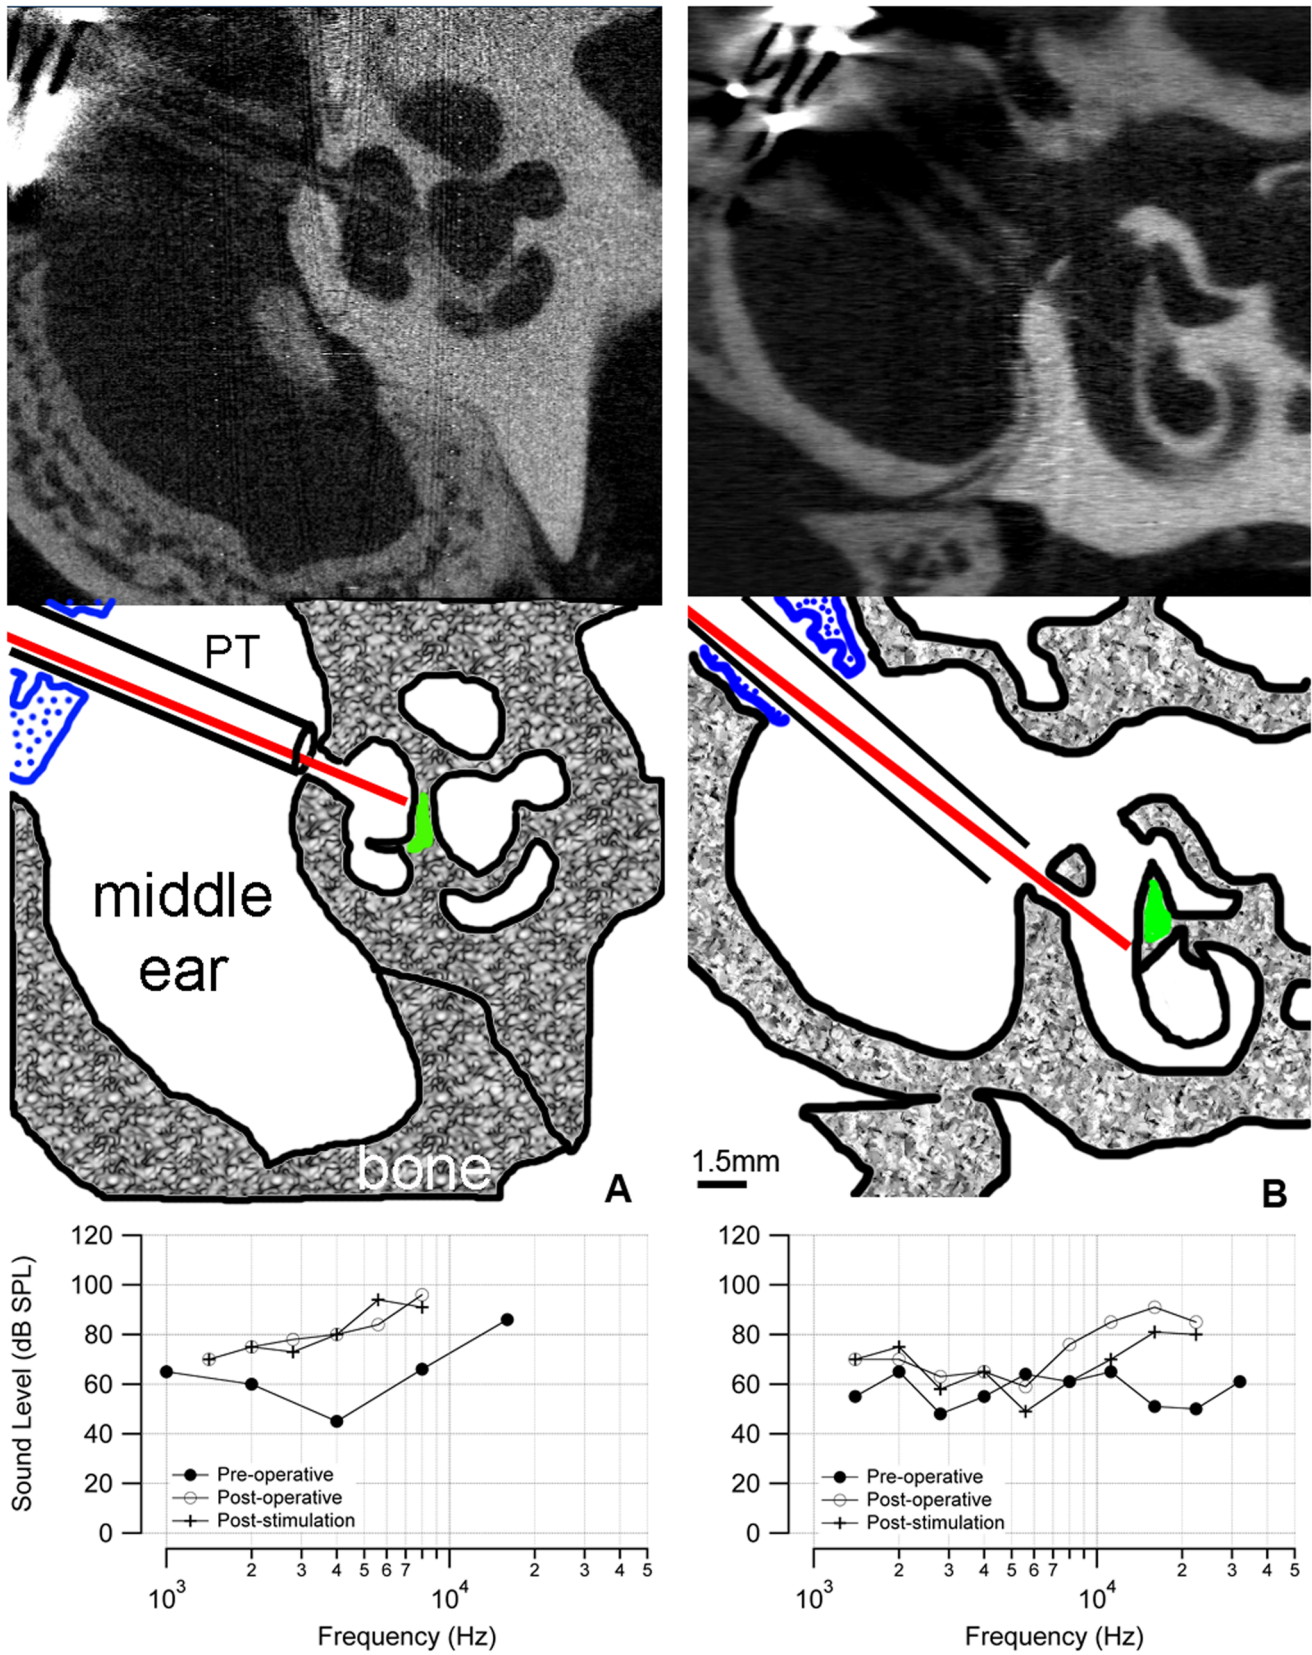 PT
middle
ear
bone
A
1.5mm
B
120
100
80
60
40
20
0
Sound Level (dB SPL)
Pre-operative
Post-operative
Post-stimulation
2 3 4 5 6 7 2 3 4 5
10³ 10⁴
Frequency (Hz)
120
100
80
60
40
20
0
Pre-operative
Post-operative
Post-stimulation
2 3 4 5 6 7 2 3 4 5
10³ 10⁴
Frequency (Hz)